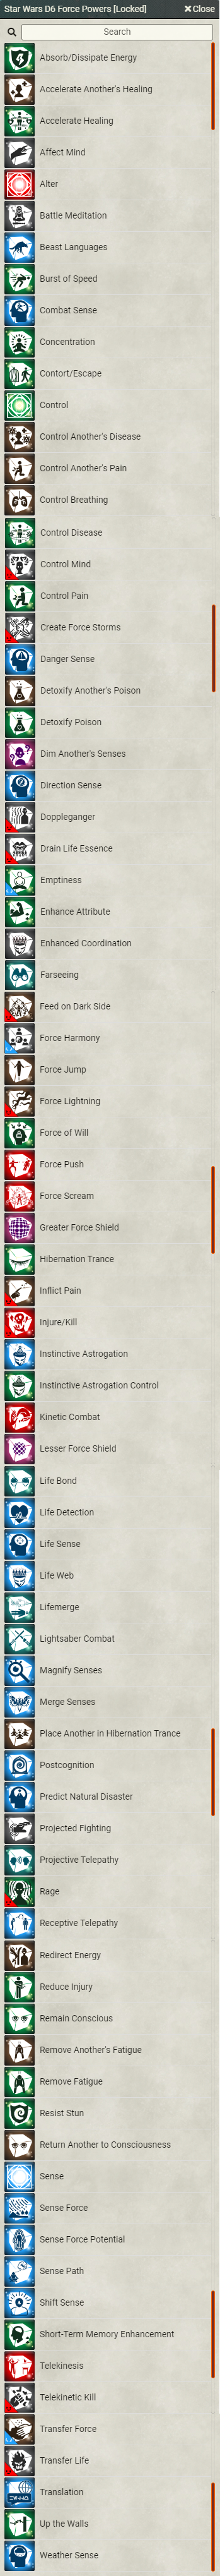 Star Wars D6 Force Powers [Locked] Close
Search
Absorb/Dissipate Energy
Accelerate Another's Healing
Accelerate Healing
Affect Mind
Alter
Battle Meditation
Beast Languages
Burst of Speed
Combat Sense
Concentration
Contort/Escape
Control
Control Another's Disease
Control Another's Pain
Control Breathing
Control Disease
Control Mind
Control Pain
Create Force Storms
Danger Sense
Detoxify Another's Poison
Detoxify Poison
Dim Another's Senses
Direction Sense
Doppleganger
Drain Life Essence
Emptiness
Enhance Attribute
Enhanced Coordination
Farseeing
Feed on Dark Side
Force Harmony
Force Jump
Force Lightning
Force of Will
Force Push
Force Scream
Greater Force Shield
Hibernation Trance
Inflict Pain
Injure/Kill
Instinctive Astrogation
Instinctive Astrogation Control
Kinetic Combat
Lesser Force Shield
Life Bond
Life Detection
Life Sense
Life Web
Lifemerge
Lightsaber Combat
Magnify Senses
Merge Senses
Place Another in Hibernation Trance
Postcognition
Predict Natural Disaster
Projected Fighting
Projective Telepathy
Rage
Receptive Telepathy
Redirect Energy
Reduce Injury
Remain Conscious
Remove Another's Fatigue
Remove Fatigue
Resist Stun
Return Another to Consciousness
Sense
Sense Force
Sense Force Potential
Sense Path
Shift Sense
Short-Term Memory Enhancement
Telekinesis
Telekinetic Kill
Transfer Force
Transfer Life
Translation
Up the Walls
Weather Sense